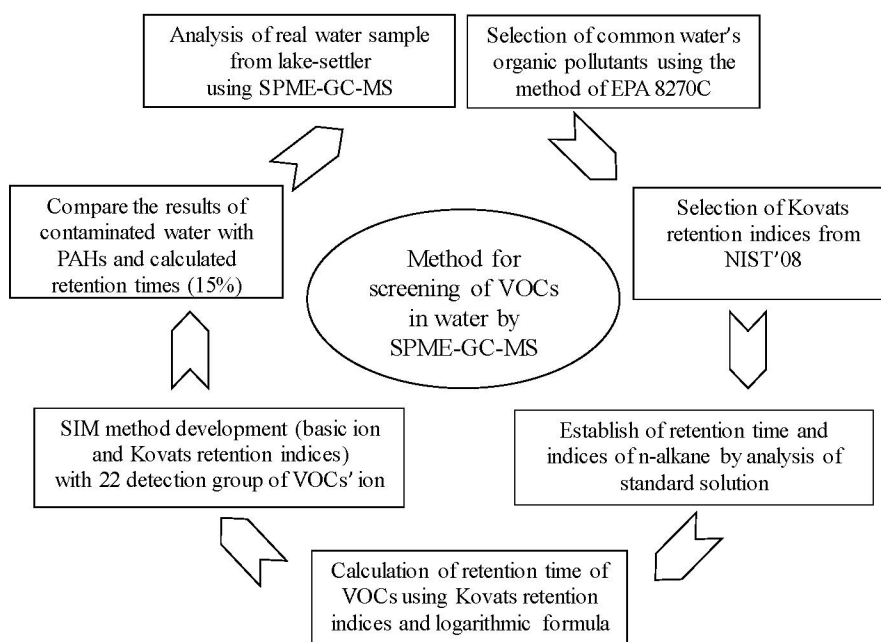 Analysis of real water sample
from lake-settler
using SPME-GC-MS
Selection of common water's
organic pollutants using the
method of EPA 8270C
Selection of Kovats
retention indices from
NIST'08
Establish of retention time and
indices of n-alkane by analysis of
standard solution
Calculation of retention time of
VOCs using Kovats retention
indices and logarithmic formula
SIM method development (basic ion
and Kovats retention indices)
with 22 detection group of VOCs' ion
Compare the results of
contaminated water with
PAHs and calculated
retention times (15%)
Method for
screening of VOCs
in water by
SPME-GC-MS